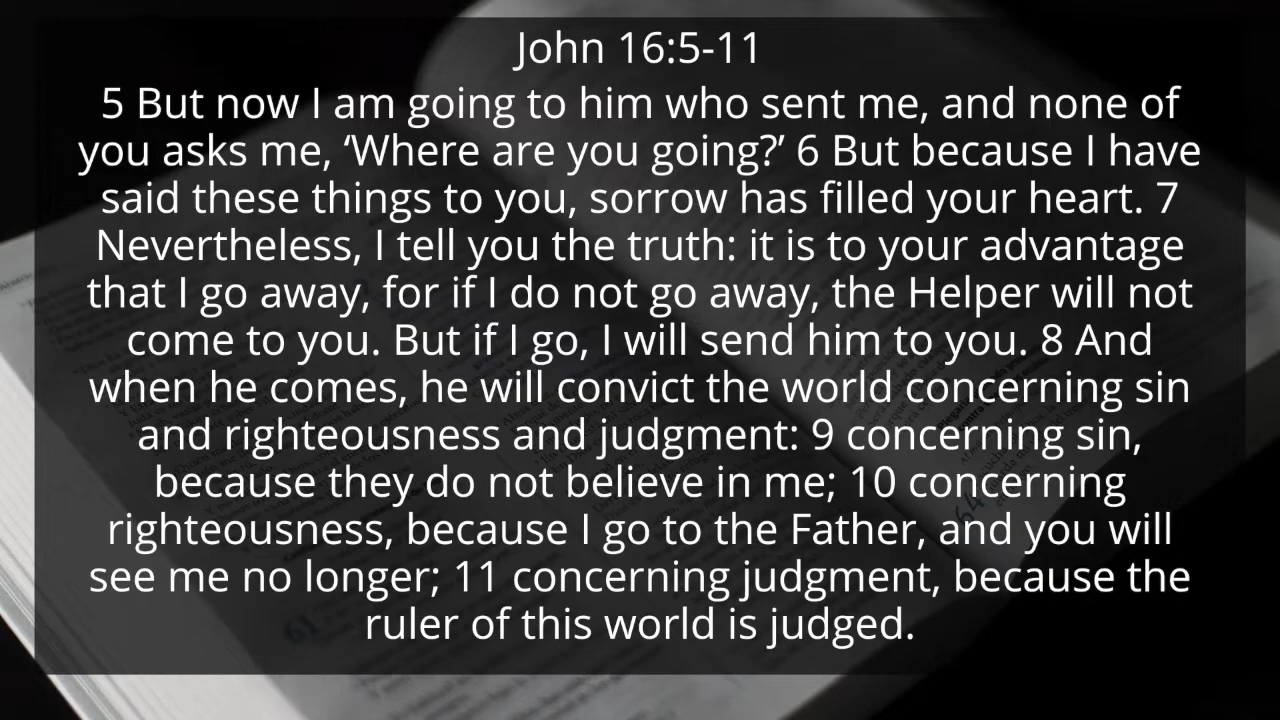 John 16:5-11
5 But now I am going to him who sent me, and none of
you asks me, ‘Where are you going?’ 6 But because I have
said these things to you, sorrow has filled your heart. 7
Nevertheless, I tell you the truth: it is to your advantage
that I go away, for if I do not go away, the Helper will not
come to you. But if I go, I will send him to you. 8 And
when he comes, he will convict the world concerning sin
and righteousness and judgment: 9 concerning sin,
because they do not believe in me; 10 concerning
righteousness, because I go to the Father, and you will
see me no longer; 11 concerning judgment, because the
ruler of this world is judged.